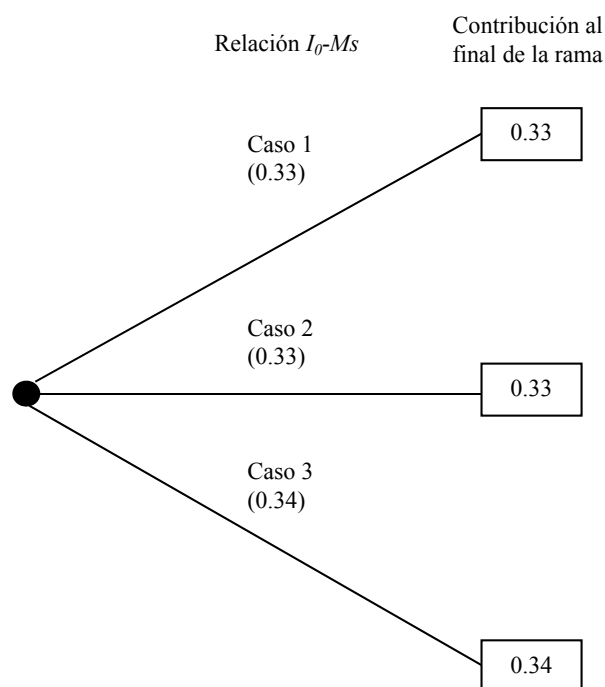 Relación I₀-Ms
Contribución al
final de la rama
Caso 1
(0.33)
0.33
Caso 2
(0.33)
0.33
Caso 3
(0.34)
0.34